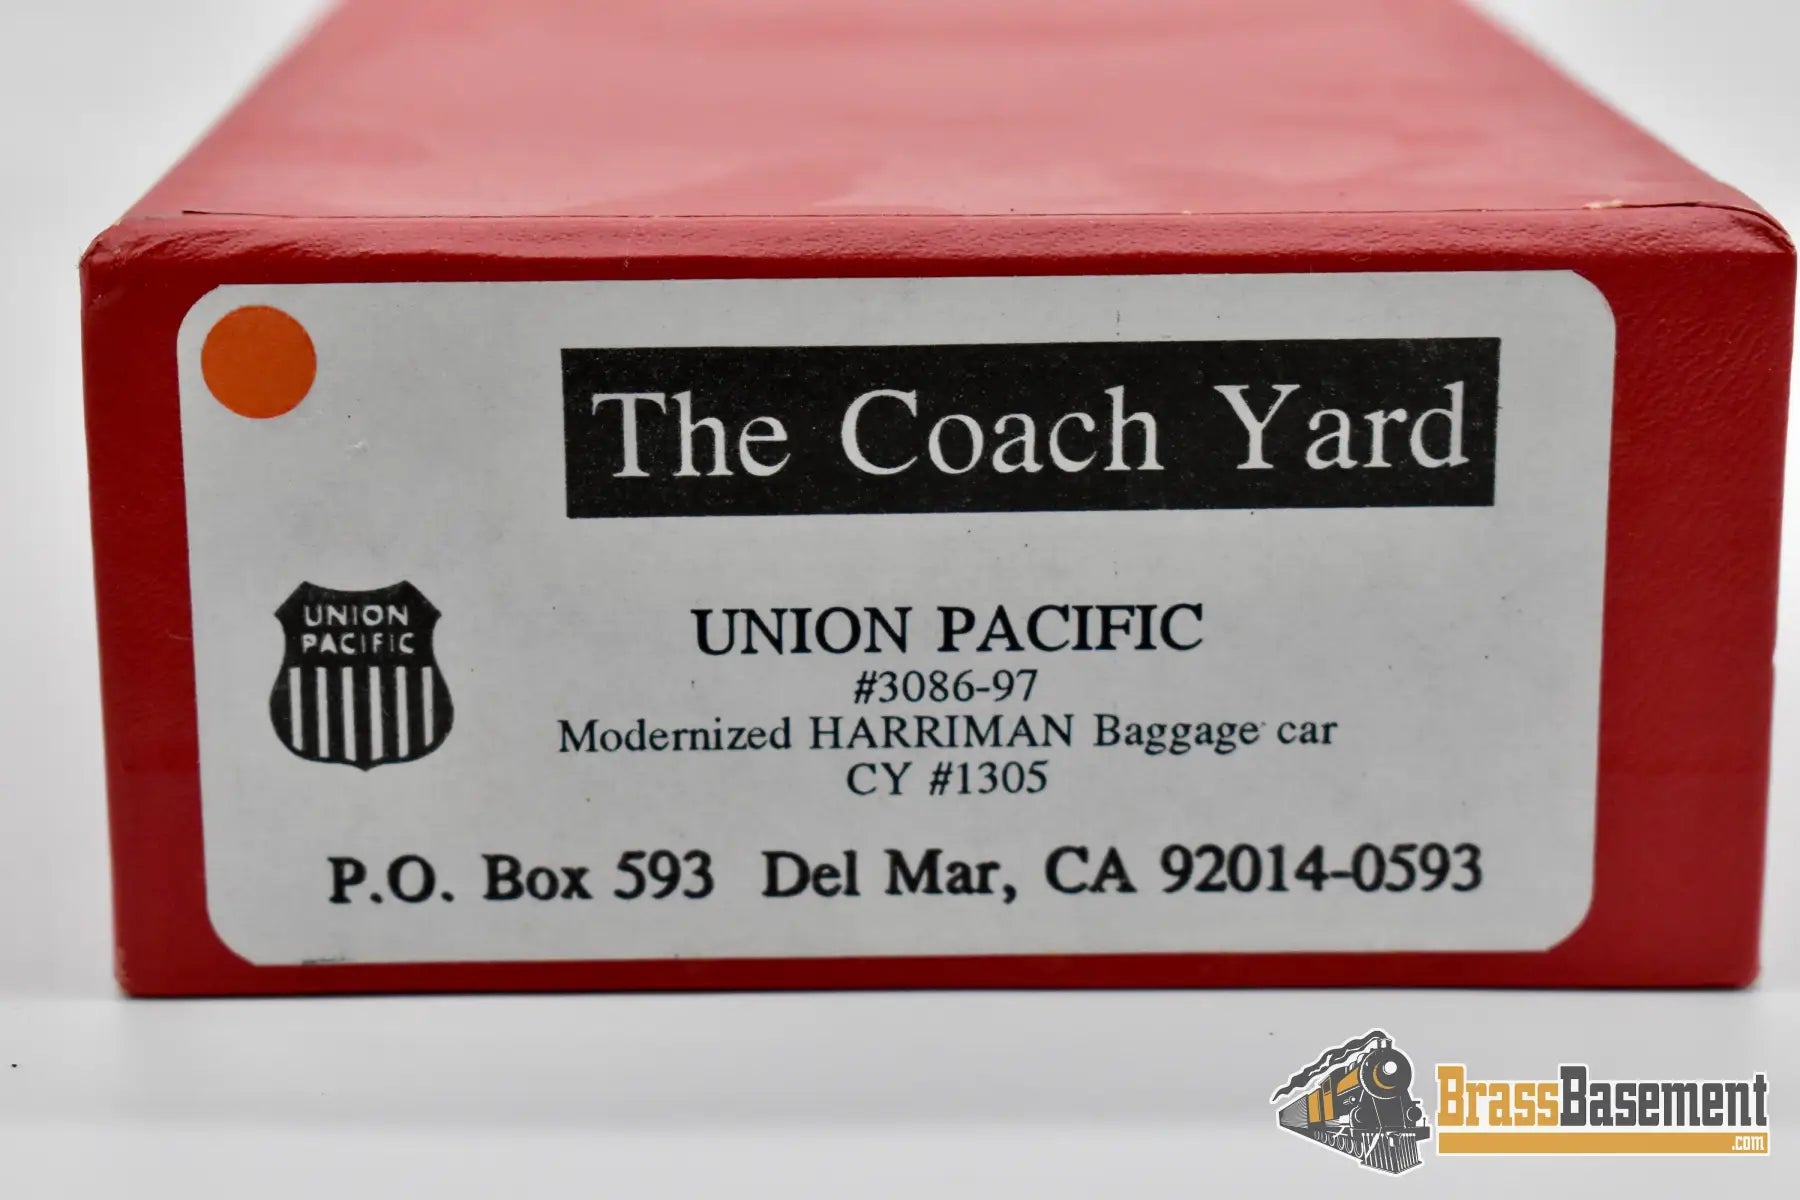 The Coach Yard
UNION
PACIFIC
UNION PACIFIC
#3086-97
Modernized HARRIMAN Baggage car
CY #1305
P.O. Box 593 Del Mar, CA 92014-0593
BrassBasement
.com